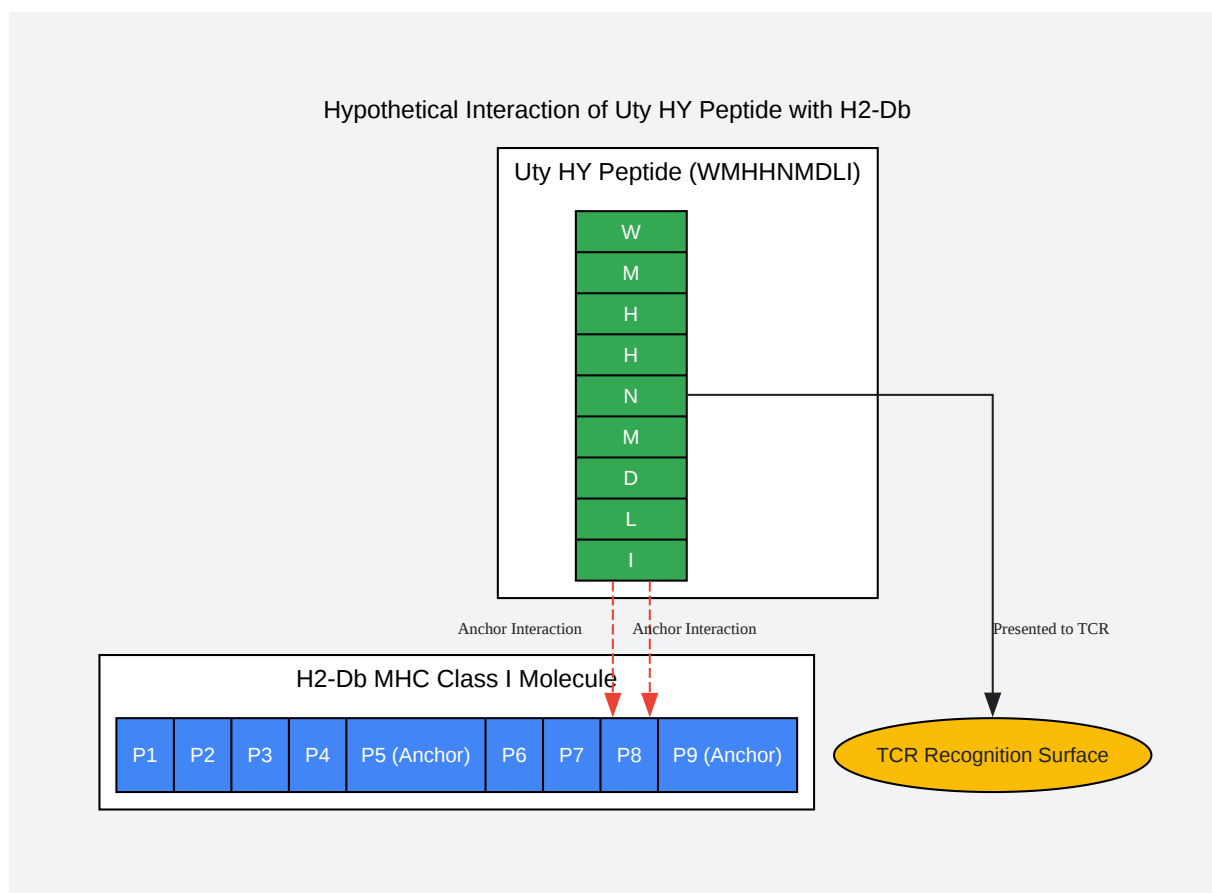 Hypothetical Interaction of Uty HY Peptide with H2-Db
Uty HY Peptide (WMHHNMDLI)
W
M
H
H
N
M
D
L
I
Anchor Interaction
Anchor Interaction
Presented to TCR
H2-Db MHC Class I Molecule
P1
P2
P3
P4
P5 (Anchor)
P6
P7
P8
P9 (Anchor)
TCR Recognition Surface